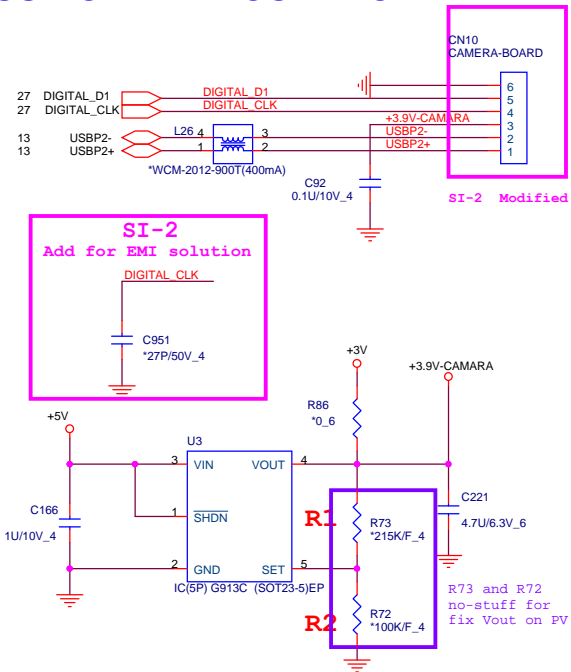 CN10
CAMERA-BOARD
27 DIGITAL_D1 DIGITAL_D1 6
27 DIGITAL_CLK DIGITAL_CLK 5
+3.9V-CAMARA 4
13 USBP2- L26 4 3 USBP2- 3
13 USBP2+ 1 2 USBP2+ 2
1
*WCM-2012-900T(400mA)
C92
0.1U/10V_4
SI-2 Modified
SI-2
Add for EMI solution
DIGITAL_CLK
C951
*27P/50V_4
+3V
+3.9V-CAMARA
R86
*0_6
+5V
U3
3 VIN VOUT 4
C166
1U/10V_4
1 SHDN
R1
R73
*215K/F_4
C221
4.7U/6.3V_6
2 GND SET 5
IC(5P) G913C (SOT23-5)EP
R2
R72
*100K/F_4
R73 and R72
no-stuff for
fix Vout on PV